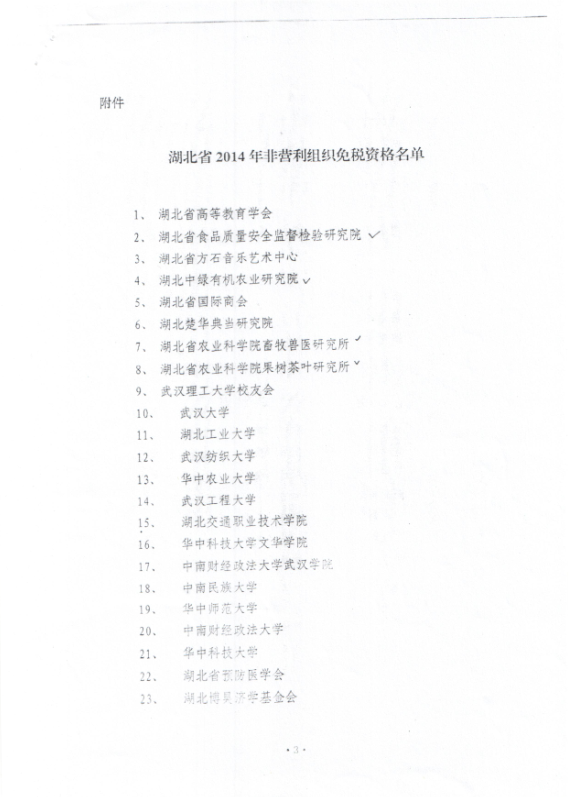 附件
湖北省 2014 年非营利组织免税资格名单
1、 湖北省高等教育学会
2、 湖北省食品质量安全监督检验研究院 ✓
3、 湖北省方石音乐艺术中心
4、 湖北中绿有机农业研究院 ✓
5、 湖北省国际商会
6、 湖北楚华典当研究院
7、 湖北省农业科学院畜牧兽医研究所 ✓
8、 湖北省农业科学院果树茶叶研究所 ✓
9、 武汉理工大学校友会
10、 武汉大学
11、 湖北工业大学
12、 武汉纺织大学
13、 华中农业大学
14、 武汉工程大学
15、 湖北交通职业技术学院
16、 华中科技大学文华学院
17、 中南财经政法大学武汉学院
18、 中南民族大学
19、 华中师范大学
20、 中南财经政法大学
21、 华中科技大学
22、 湖北省预防医学会
23、 湖北博昊济学基金会
·3·